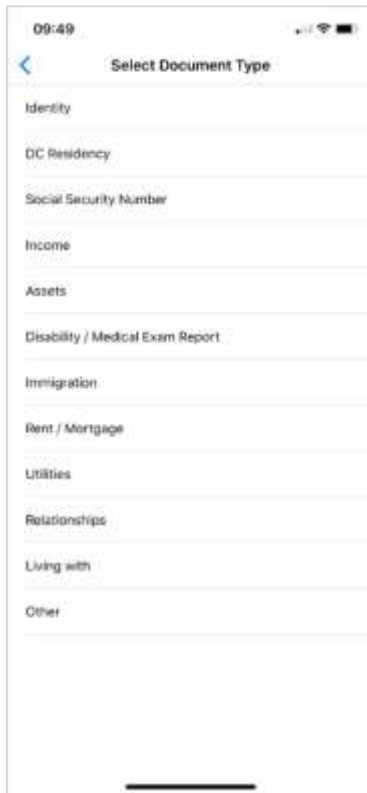 09:49
Select Document Type
Identity
DC Residency
Social Security Number
Income
Assets
Disability / Medical Exam Report
Immigration
Rent / Mortgage
Utilities
Relationships
Living with
Other